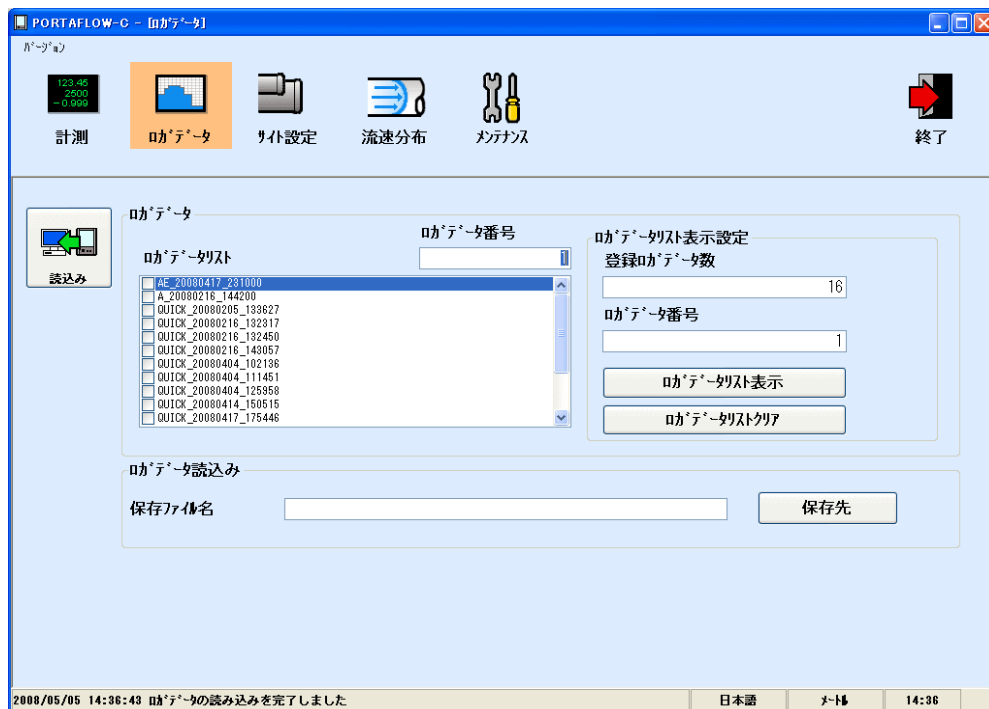 PORTAFLOW-C - [ﾛｶﾞﾃﾞｰﾀ]
ﾊﾞｰｼﾞｮﾝ
123.45
2500
-0.999
計測
ﾛｶﾞﾃﾞｰﾀ
ｻｲﾄ設定
流速分布
ﾒﾝﾃﾅﾝｽ
終了
読込み
ﾛｶﾞﾃﾞｰﾀ
ﾛｶﾞﾃﾞｰﾀ番号
1
ﾛｶﾞﾃﾞｰﾀﾘｽﾄ
AE_20080417_231000
A_20080216_144200
QUICK_20080205_133627
QUICK_20080216_132317
QUICK_20080216_132450
QUICK_20080216_143057
QUICK_20080404_102136
QUICK_20080404_111451
QUICK_20080404_125958
QUICK_20080414_150515
QUICK_20080417_175446
ﾛｶﾞﾃﾞｰﾀﾘｽﾄ表示設定
登録ﾛｶﾞﾃﾞｰﾀ数
16
ﾛｶﾞﾃﾞｰﾀ番号
1
ﾛｶﾞﾃﾞｰﾀﾘｽﾄ表示
ﾛｶﾞﾃﾞｰﾀﾘｽﾄｸﾘｱ
ﾛｶﾞﾃﾞｰﾀ読込み
保存ﾌｧｲﾙ名
保存先
2008/05/05 14:36:43 ﾛｶﾞﾃﾞｰﾀの読み込みを完了しました
日本語
ﾒｰﾄﾙ
14:36